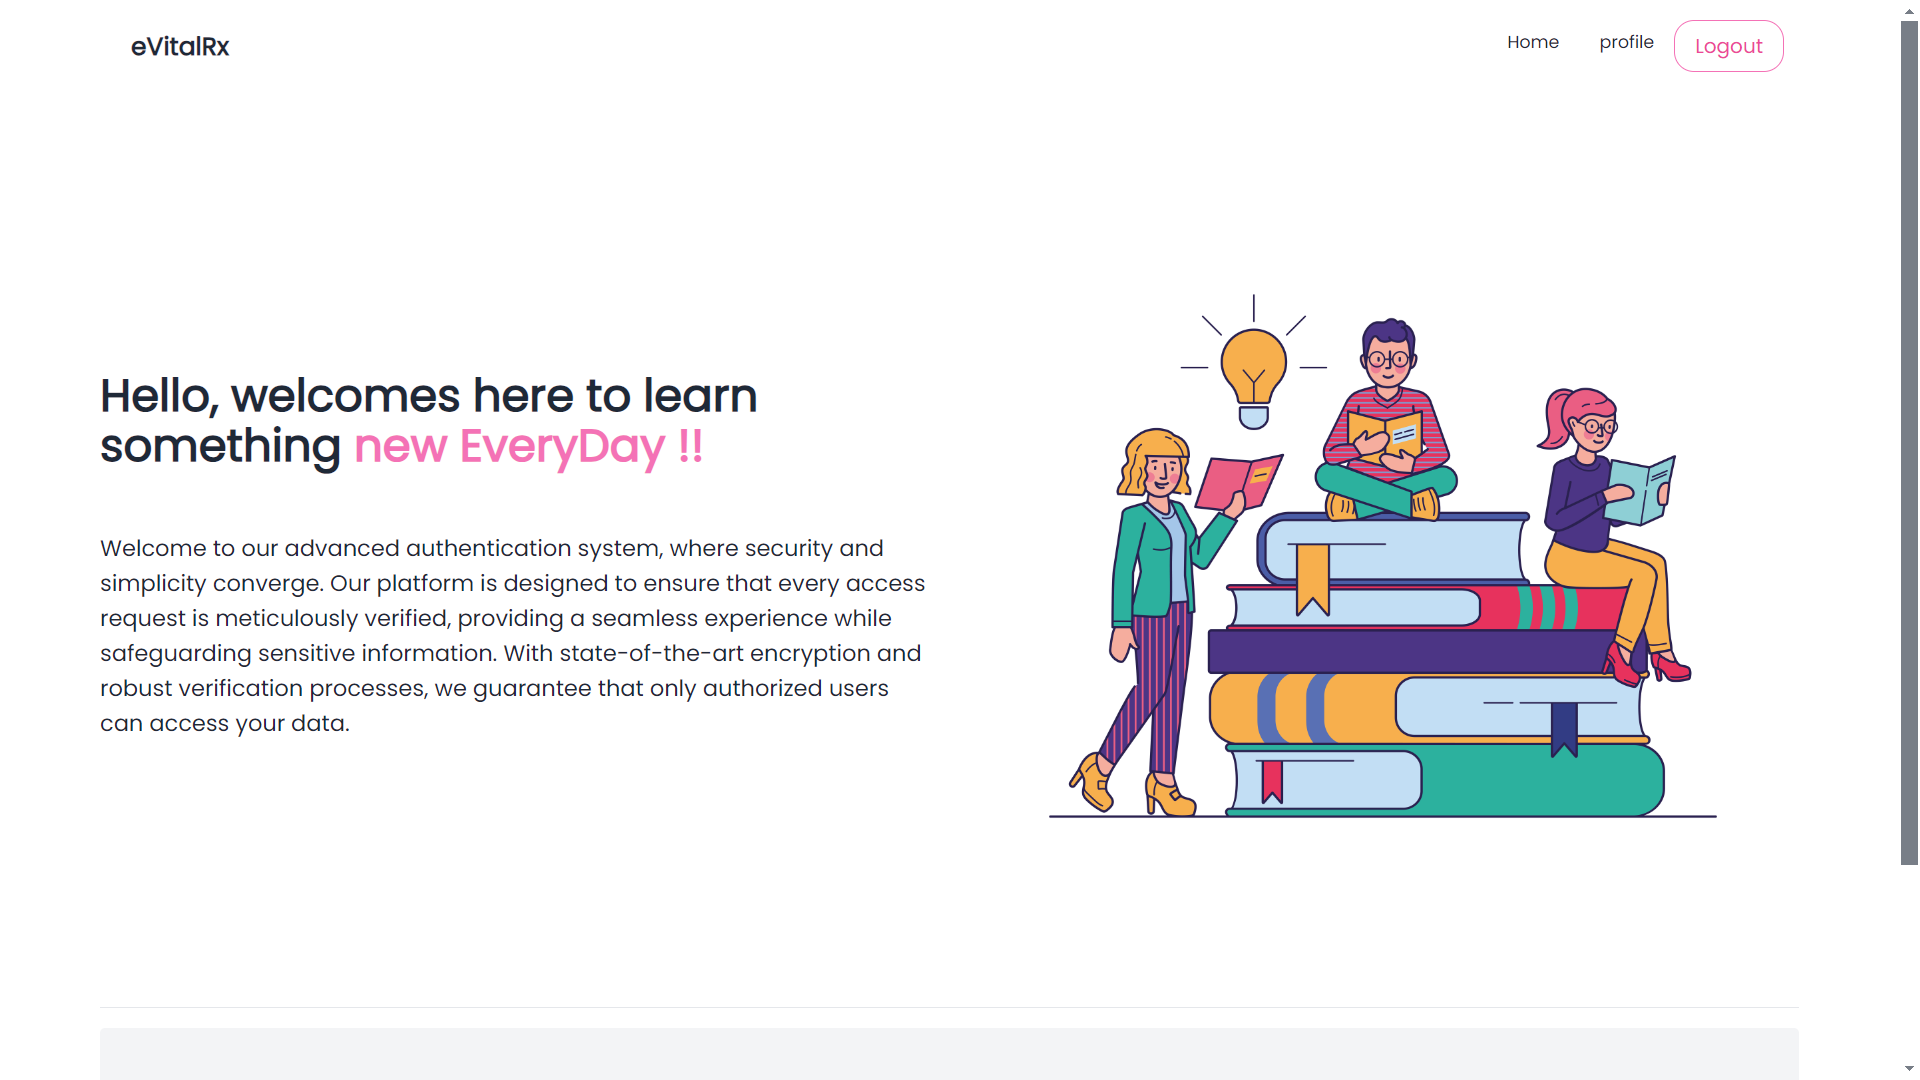 eVitalRx
Home
profile
Logout
Hello, welcomes here to learn
something new EveryDay !!
Welcome to our advanced authentication system, where security and
simplicity converge. Our platform is designed to ensure that every access
request is meticulously verified, providing a seamless experience while
safeguarding sensitive information. With state-of-the-art encryption and
robust verification processes, we guarantee that only authorized users
can access your data.